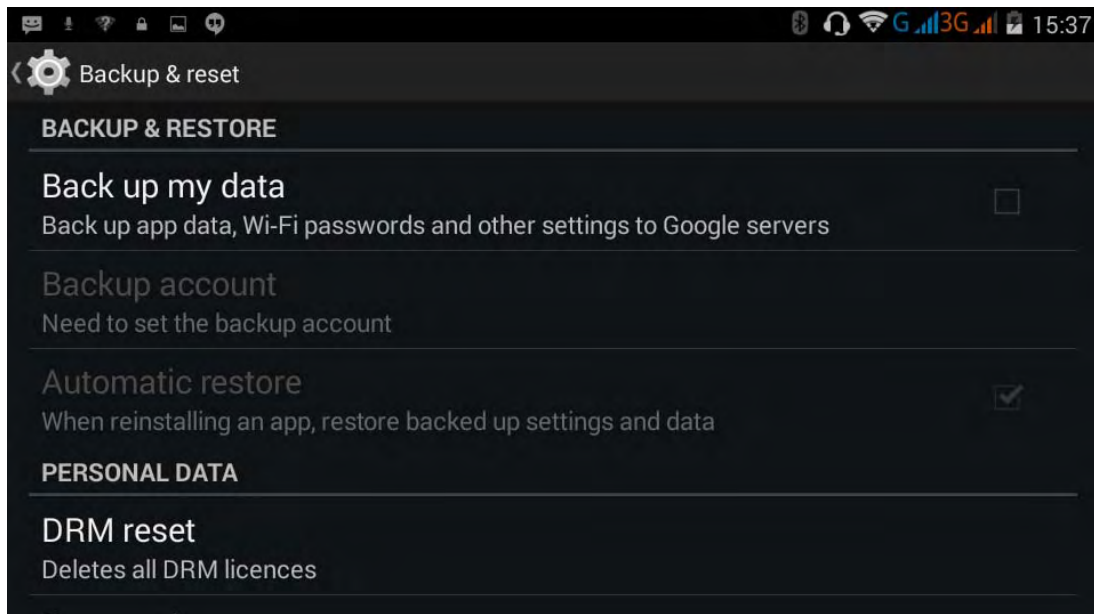 G 3G 15:37
Backup & reset
BACKUP & RESTORE
Back up my data
Back up app data, Wi-Fi passwords and other settings to Google servers
Backup account
Need to set the backup account
Automatic restore
When reinstalling an app, restore backed up settings and data
PERSONAL DATA
DRM reset
Deletes all DRM licences